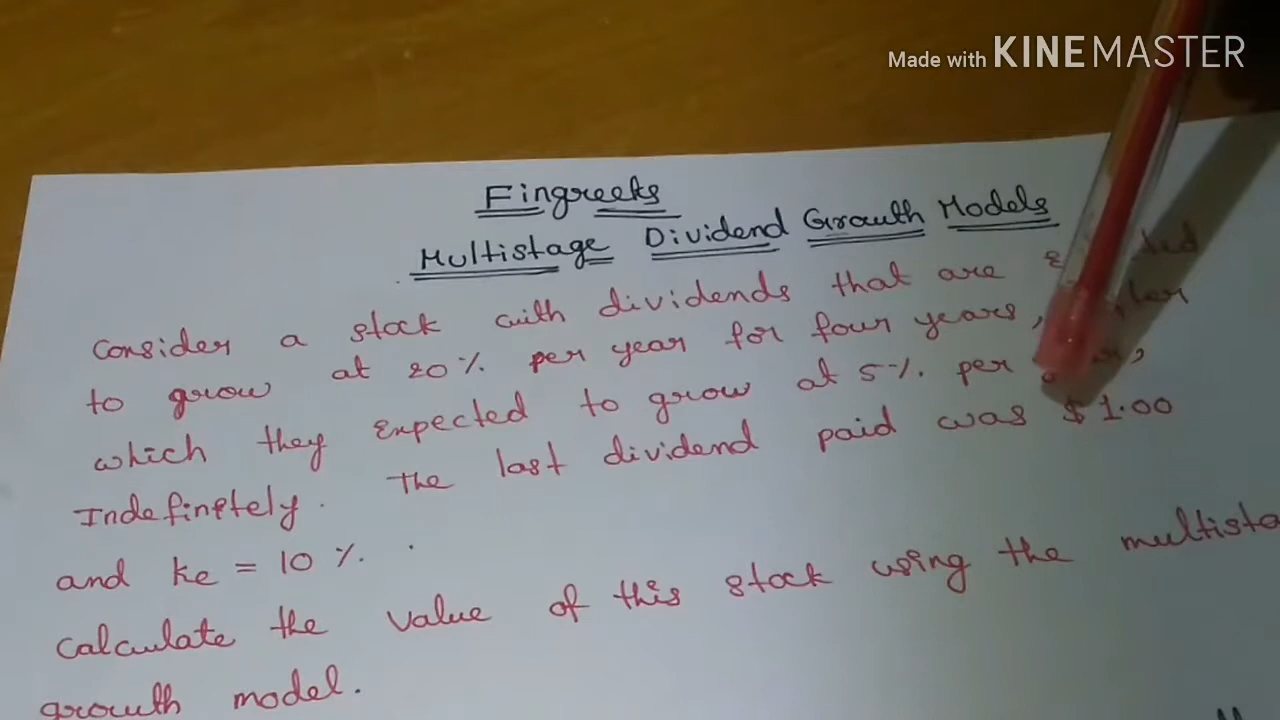 Made with KINEMASTER
Fingreeks
Multistage Dividend Growth Models
Consider a stock with dividends that are
to grow at 20% per year for four years,
which they Expected to grow at 5% per
Indefinetely. The last dividend paid was $1.00
and ke = 10%.
Calculate the value of this stock using the multista
growth model.